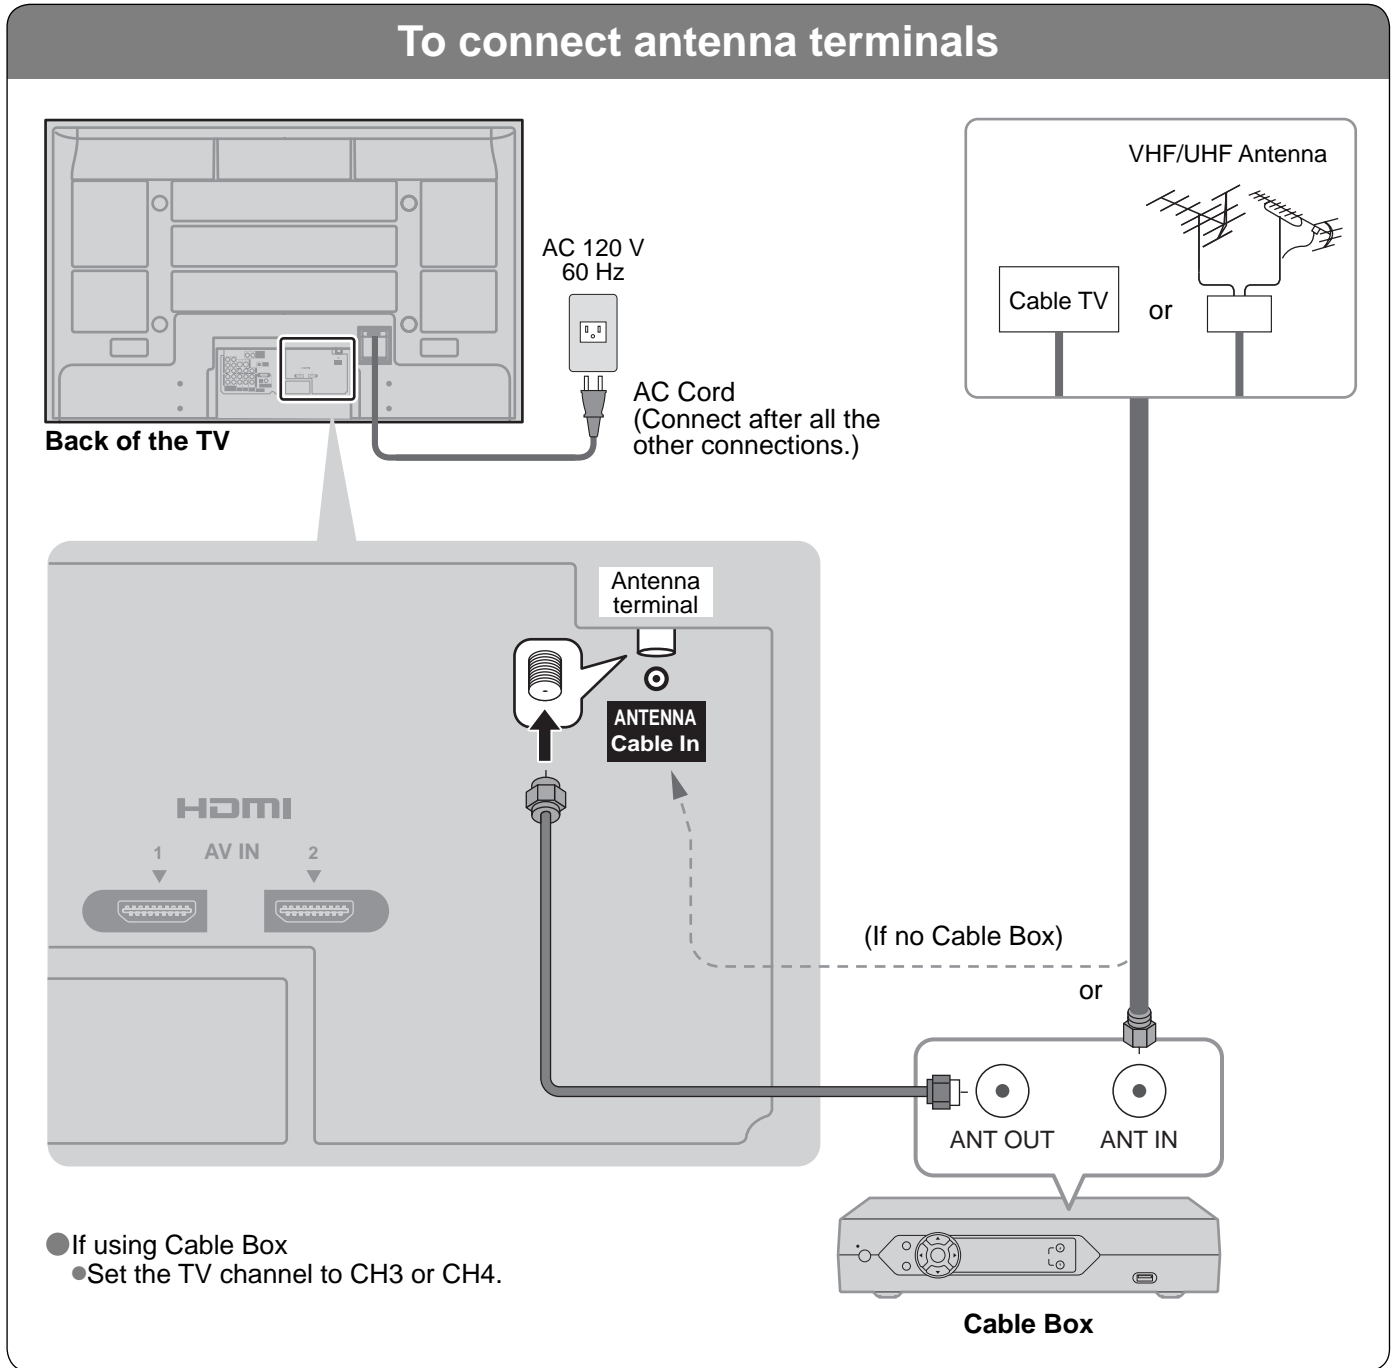 To connect antenna terminals
VHF/UHF Antenna
AC 120 V
60 Hz
Cable TV
or
AC Cord
(Connect after all the
other connections.)
Back of the TV
Antenna
terminal
ANTENNA
Cable In
HDMI
1 AV IN 2
(If no Cable Box)
or
ANT OUT
ANT IN
●If using Cable Box
●Set the TV channel to CH3 or CH4.
Cable Box